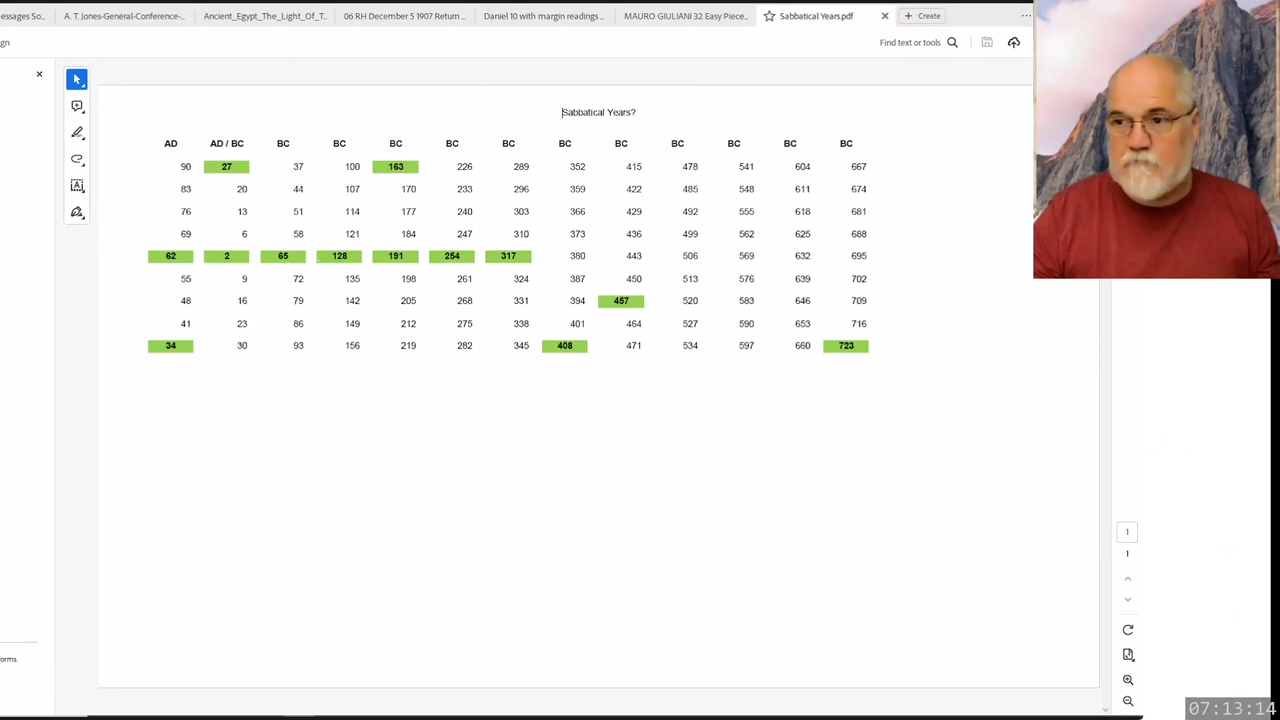 essages So...
A. T. Jones-General-Conference-...
Ancient_Egypt_The_Light_Of_T...
06 RH December 5 1907 Return ...
Daniel 10 with margin readings ...
MAURO GIULIANI 32 Easy Piece...
Sabbatical Years.pdf
Create
gn
Find text or tools
Sabbatical Years?
AD AD / BC BC BC BC BC BC BC BC BC BC BC BC
90 27 37 100 163 226 289 352 415 478 541 604 667
83 20 44 107 170 233 296 359 422 485 548 611 674
76 13 51 114 177 240 303 366 429 492 555 618 681
69 6 58 121 184 247 310 373 436 499 562 625 688
62 2 65 128 191 254 317 380 443 506 569 632 695
55 9 72 135 198 261 324 387 450 513 576 639 702
48 16 79 142 205 268 331 394 457 520 583 646 709
41 23 86 149 212 275 338 401 464 527 590 653 716
34 30 93 156 219 282 345 408 471 534 597 660 723
1
1
orms.
07:13:14